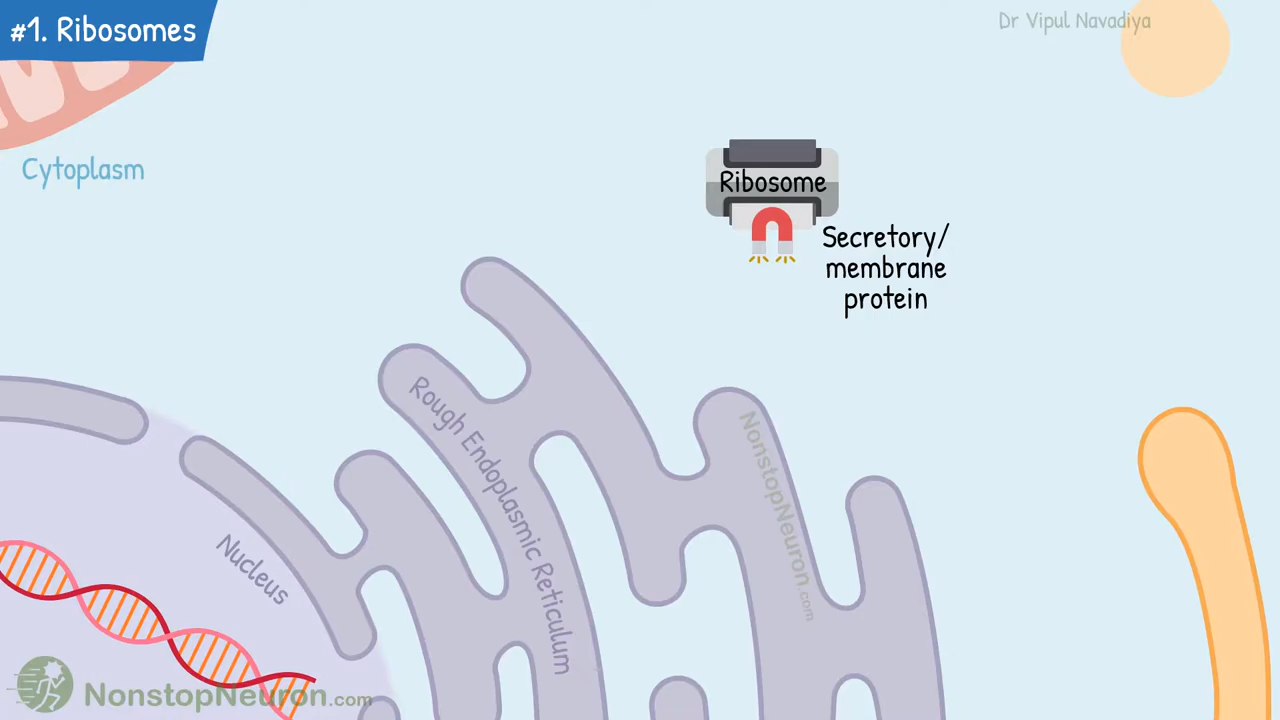 #1. Ribosomes
Dr Vipul Navadiya
Cytoplasm
Ribosome
Secretory/
membrane
protein
Rough Endoplasmic Reticulum
NonstopNeuron.com
Nucleus
NonstopNeuron.com